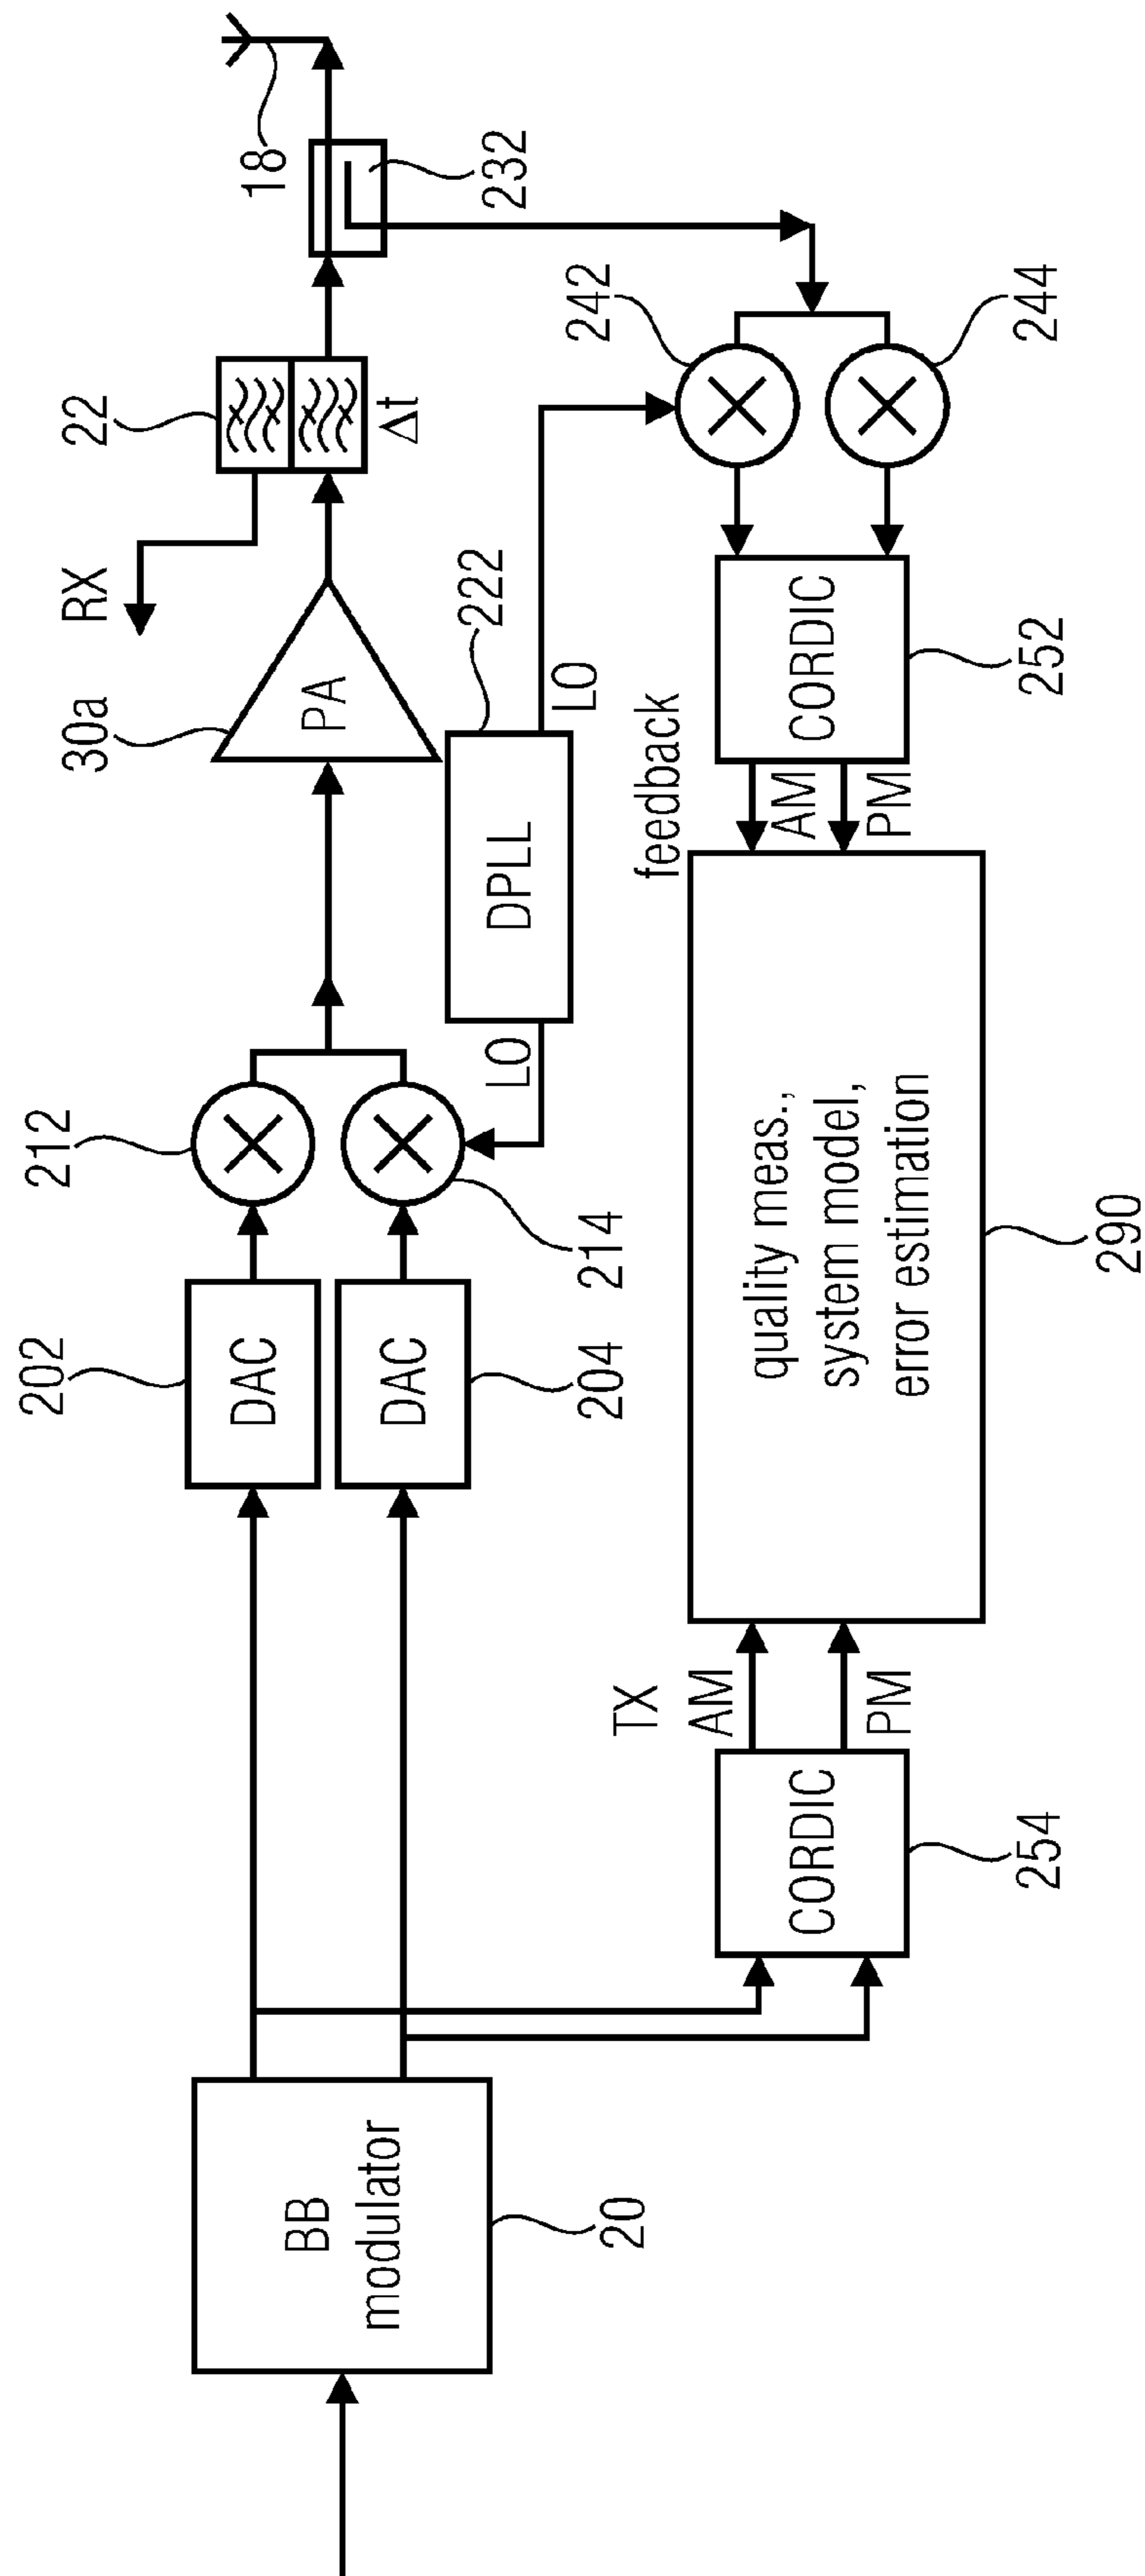 BB
modulator
20
202
DAC
DAC
204
212
214
LO
DPLL
222
LO
30a
PA
RX
22
Δt
18
232
242
244
CORDIC
252
feedback
AM
PM
quality meas.,
system model,
error estimation
290
TX
AM
PM
CORDIC
254